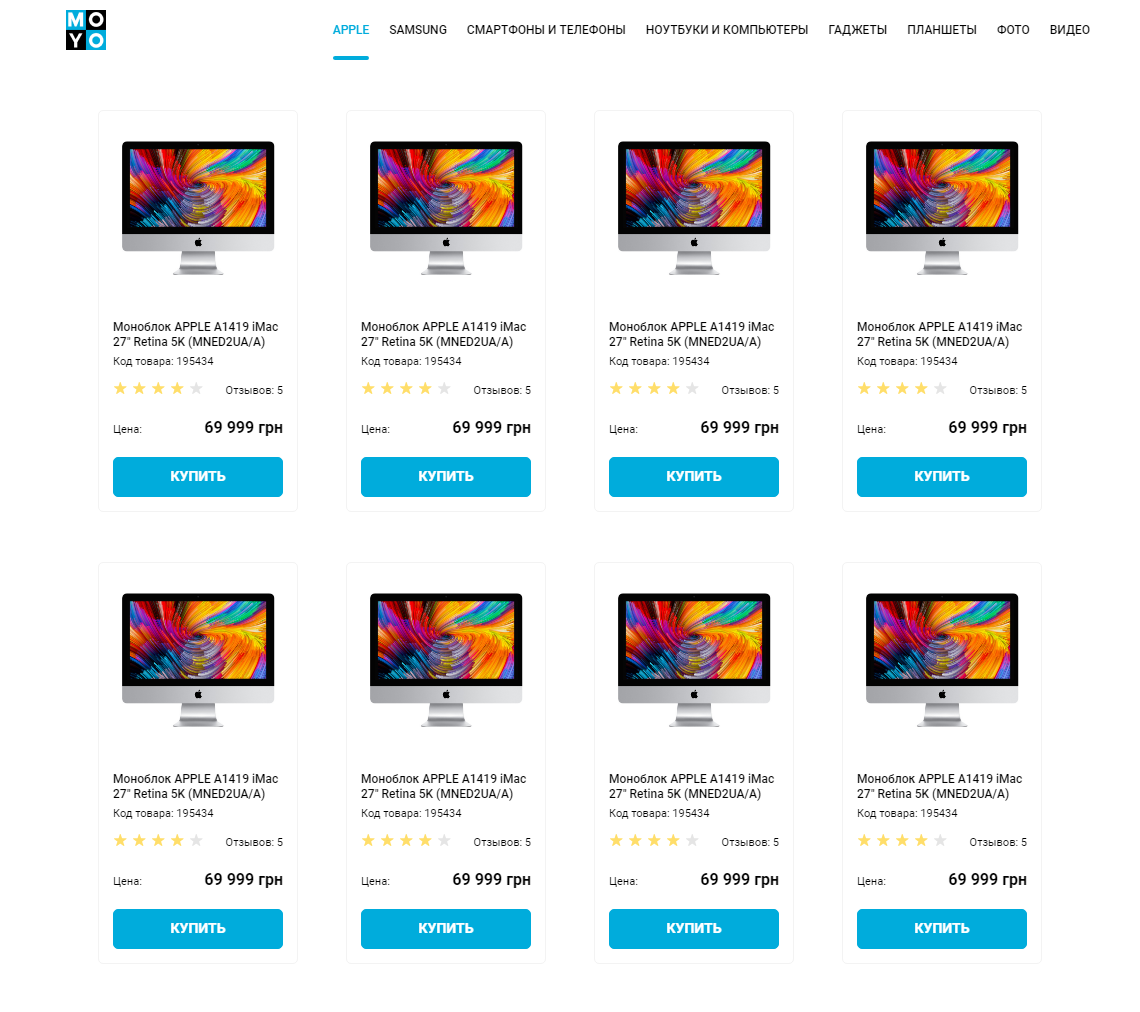 MO
YO
APPLE SAMSUNG СМАРТФОНЫ И ТЕЛЕФОНЫ НОУТБУКИ И КОМПЬЮТЕРЫ ГАДЖЕТЫ ПЛАНШЕТЫ ФОТО ВИДЕО
Моноблок APPLE A1419 iMac
27" Retina 5K (MNED2UA/A)
Код товара: 195434
Отзывов: 5
Цена: 69 999 грн
КУПИТЬ
Моноблок APPLE A1419 iMac
27" Retina 5K (MNED2UA/A)
Код товара: 195434
Отзывов: 5
Цена: 69 999 грн
КУПИТЬ
Моноблок APPLE A1419 iMac
27" Retina 5K (MNED2UA/A)
Код товара: 195434
Отзывов: 5
Цена: 69 999 грн
КУПИТЬ
Моноблок APPLE A1419 iMac
27" Retina 5K (MNED2UA/A)
Код товара: 195434
Отзывов: 5
Цена: 69 999 грн
КУПИТЬ
Моноблок APPLE A1419 iMac
27" Retina 5K (MNED2UA/A)
Код товара: 195434
Отзывов: 5
Цена: 69 999 грн
КУПИТЬ
Моноблок APPLE A1419 iMac
27" Retina 5K (MNED2UA/A)
Код товара: 195434
Отзывов: 5
Цена: 69 999 грн
КУПИТЬ
Моноблок APPLE A1419 iMac
27" Retina 5K (MNED2UA/A)
Код товара: 195434
Отзывов: 5
Цена: 69 999 грн
КУПИТЬ
Моноблок APPLE A1419 iMac
27" Retina 5K (MNED2UA/A)
Код товара: 195434
Отзывов: 5
Цена: 69 999 грн
КУПИТЬ